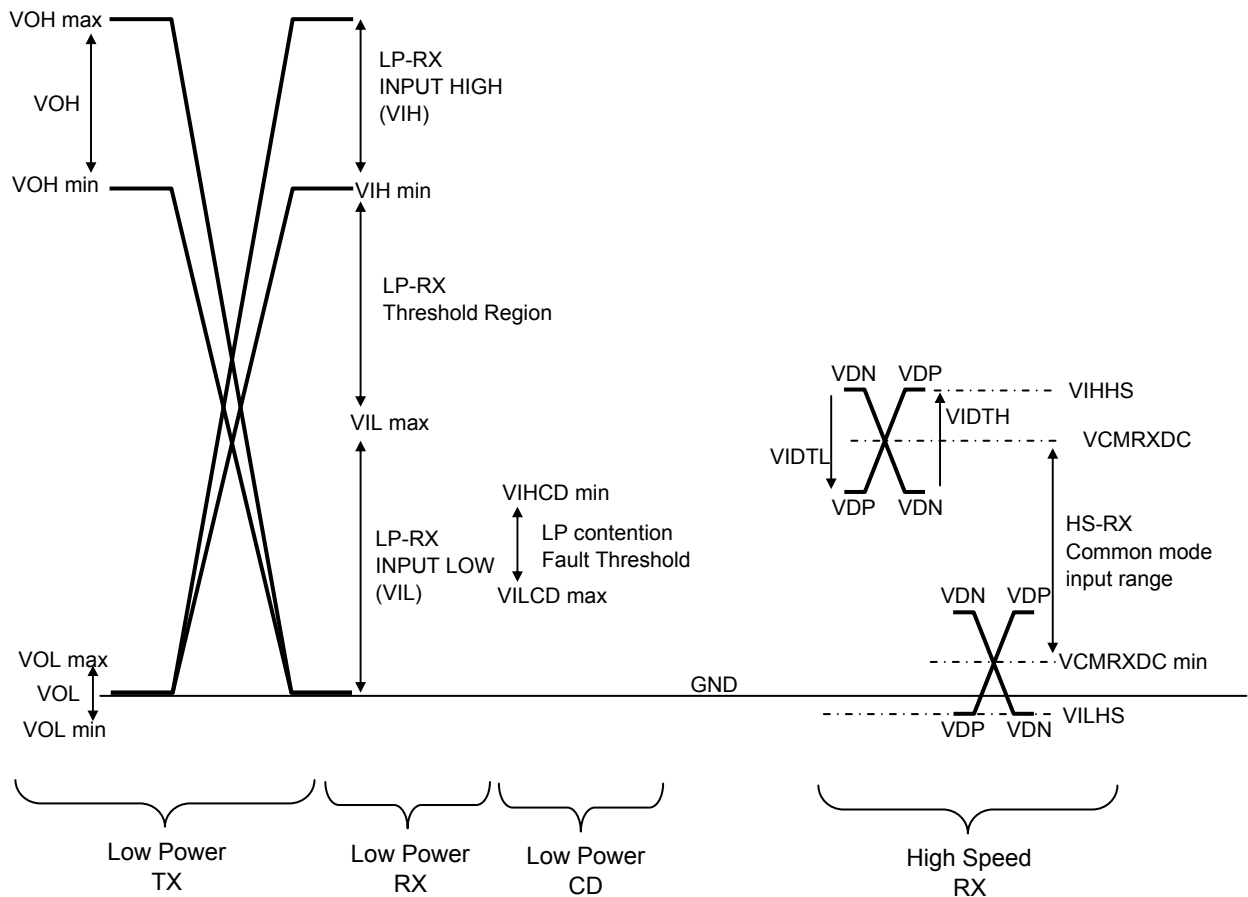 VOH max
VOH
VOH min
LP-RX
INPUT HIGH
(VIH)
VIH min
LP-RX
Threshold Region
VIL max
LP-RX
INPUT LOW
(VIL)
VIHCD min
LP contention
Fault Threshold
VILCD max
VOL max
VOL
VOL min
GND
VDN
VDP
VIHHS
VIDTH
VCMRXDC
VIDTL
VDP
VDN
HS-RX
Common mode
input range
VDN
VDP
VCMRXDC min
VILHS
VDP
VDN
Low Power
TX
Low Power
RX
Low Power
CD
High Speed
RX